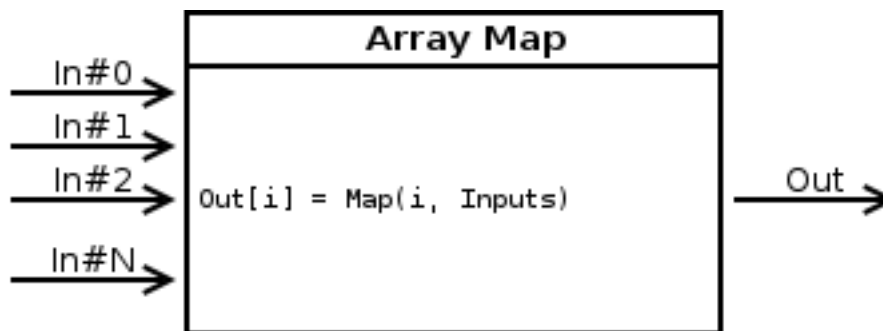 Array Map
In#0
In#1
In#2
In#N
Out[i] = Map(i, Inputs)
Out